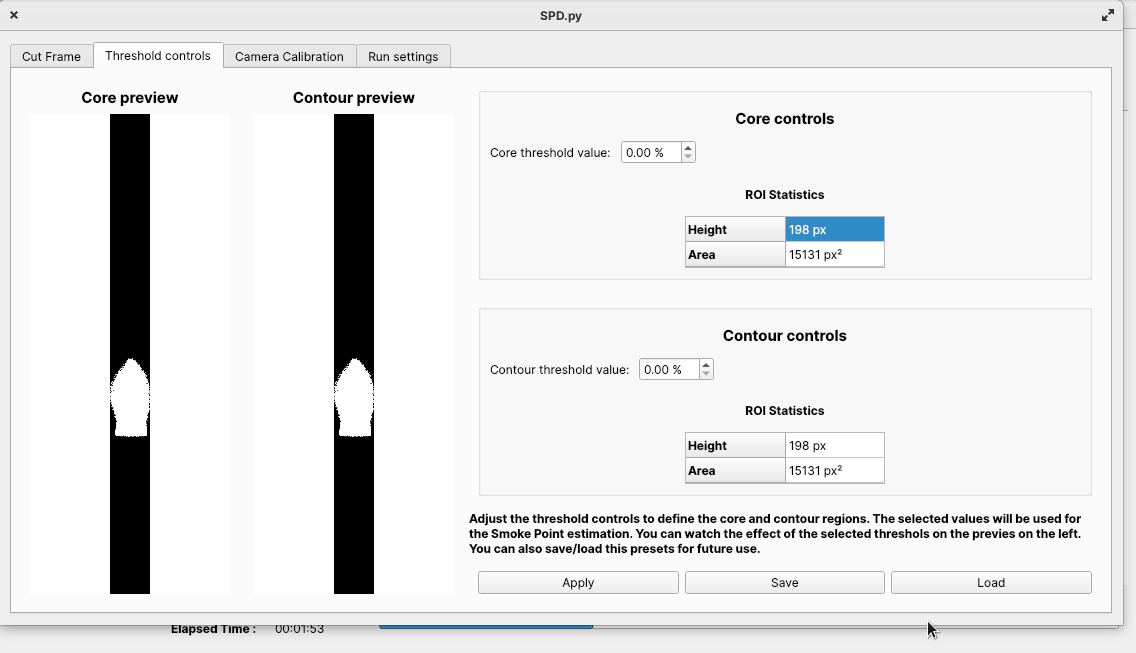 SPD.py
Cut Frame
Threshold controls
Camera Calibration
Run settings
Core preview
Contour preview
Core controls
Core threshold value: 0.00 %
ROI Statistics
Height 198 px
Area 15131 px²
Contour controls
Contour threshold value: 0.00 %
ROI Statistics
Height 198 px
Area 15131 px²
Adjust the threshold controls to define the core and contour regions. The selected values will be used for
the Smoke Point estimation. You can watch the effect of the selected threshols on the previes on the left.
You can also save/load this presets for future use.
Apply
Save
Load
Elapsed Time : 00:01:53